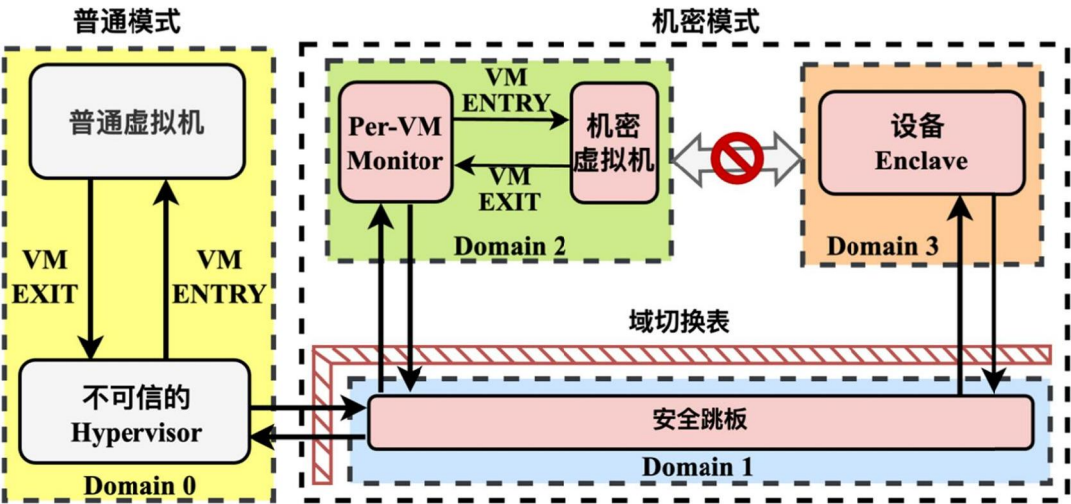 普通模式
普通虚拟机
VM
EXIT
VM
ENTRY
不可信的
Hypervisor
Domain 0
机密模式
Per-VM
Monitor
VM
ENTRY
VM
EXIT
机密
虚拟机
Domain 2
设备
Enclave
Domain 3
域切换表
安全跳板
Domain 1